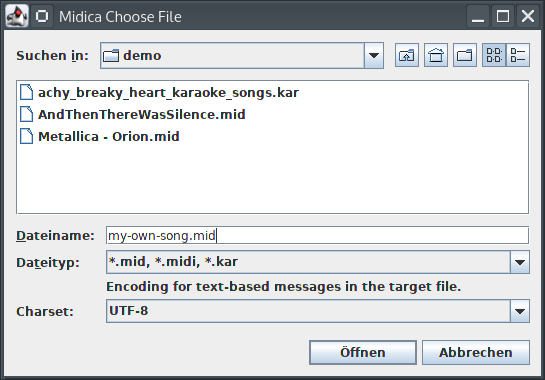 Midica Choose File
Suchen in: demo
achy_breaky_heart_karaoke_songs.kar
AndThenThereWasSilence.mid
Metallica - Orion.mid
Dateiname: my-own-song.mid
Dateityp: *.mid, *.midi, *.kar
Encoding for text-based messages in the target file.
Charset: UTF-8
Öffnen Abbrechen